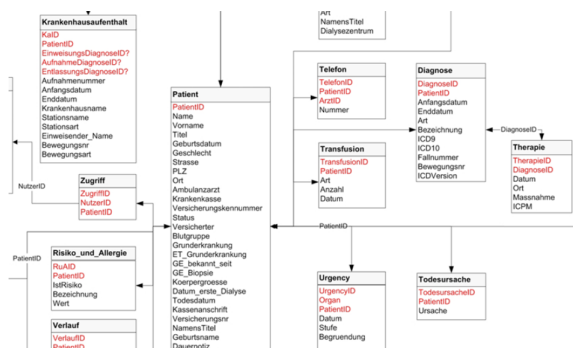 Krankenhausaufenthalt
KaID
PatientID
EinweisungsDiagnoseID?
AufnahmeDiagnoseID?
EntlassungsDiagnoseID?
Aufnahmenummer
Anfangsdatum
Enddatum
Krankenhausname
Stationsname
Stationsart
Einweisender_Name
Bewegungsnr
Bewegungsart
NutzerID
Zugriff
ZugriffID
NutzerID
PatientID
PatientID
Risiko_und_Allergie
RuAID
PatientID
IstRisiko
Bezeichnung
Wert
Verlauf
VerlaufID
PatientID
Patient
PatientID
Name
Vorname
Titel
Geburtsdatum
Geschlecht
Strasse
PLZ
Ort
Ambulanzarzt
Krankenkasse
Versicherungskennummer
Status
Versicherter
Blutgruppe
Grunderkrankung
ET_Grunderkrankung
GE_bekannt_seit
GE_Biopsie
Koerpergroesse
Datum_erste_Dialyse
Todesdatum
Kassenanschrift
Versicherungsnr
NamensTitel
Geburtsname
Dauernotiz
Art
NamensTitel
Dialysezentrum
Telefon
TelefonID
PatientID
ArztID
Nummer
Transfusion
TransfusionID
PatientID
Art
Anzahl
Datum
PatientID
Urgency
UrgencyID
Organ
PatientID
Datum
Stufe
Begruendung
Diagnose
DiagnoseID
PatientID
Anfangsdatum
Enddatum
Art
Bezeichnung
ICD9
ICD10
Fallnummer
Bewegungsnr
ICDVersion
DiagnoseID
Therapie
TherapieID
DiagnoseID
Datum
Ort
Massnahme
ICPM
Todesursache
TodesursacheID
PatientID
Ursache